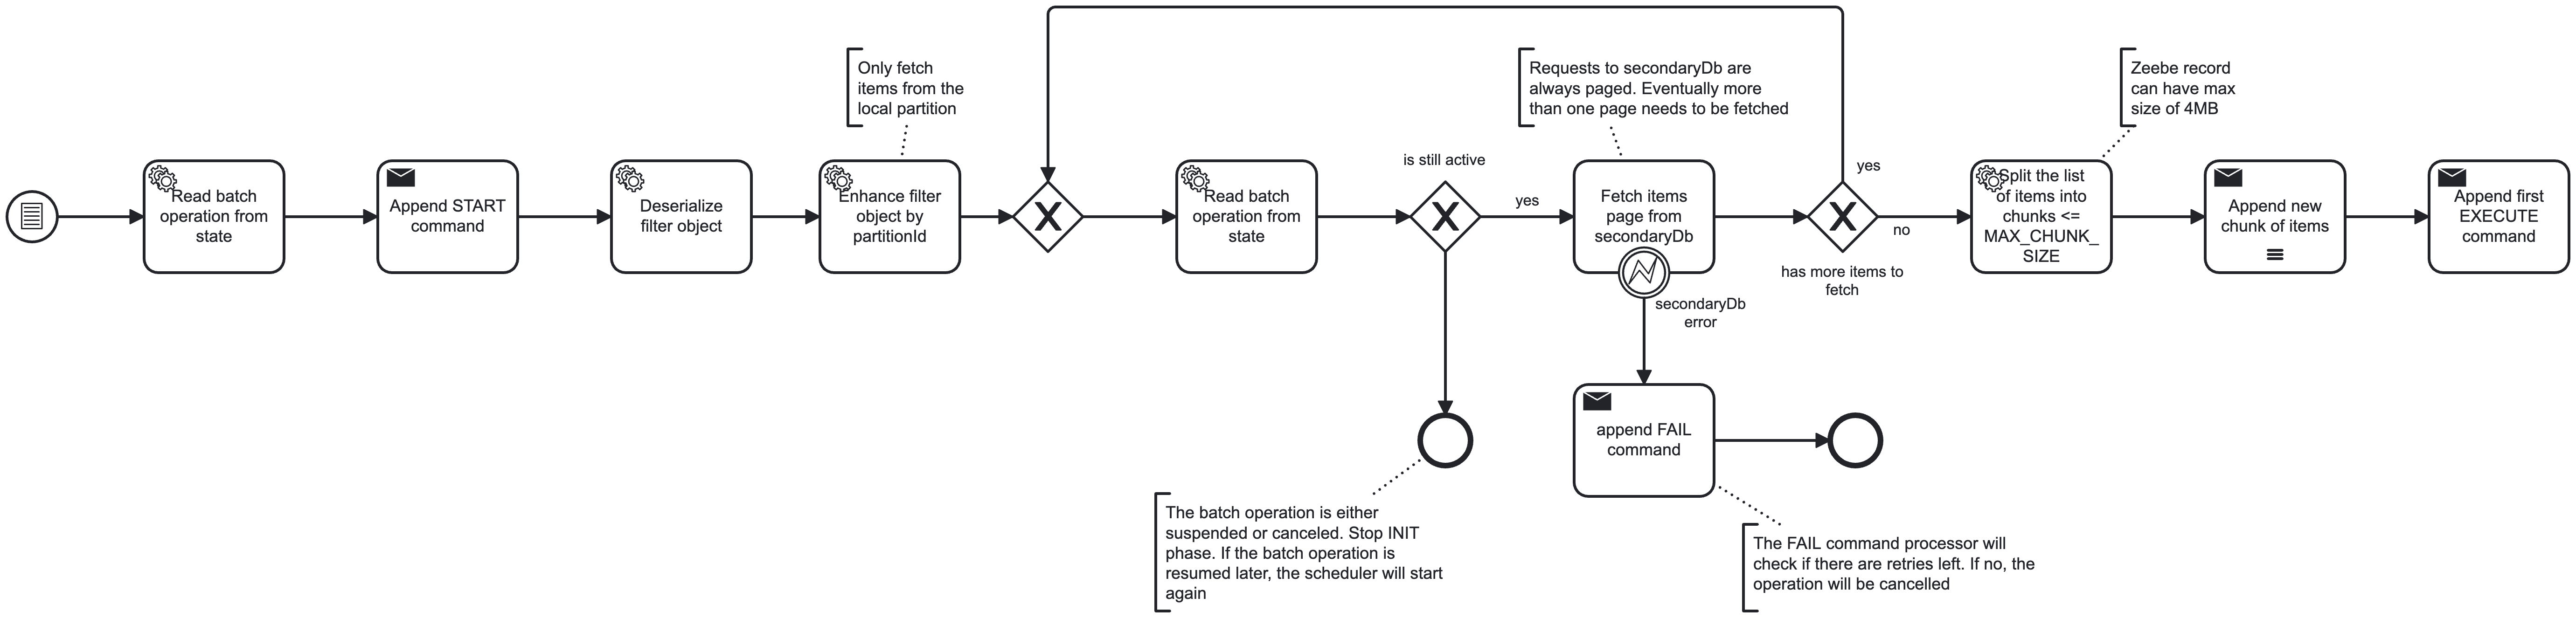 Only fetch
items from the
local partition
Requests to secondaryDb are
always paged. Eventually more
than one page needs to be fetched
Zeebe record
can have max
size of 4MB
Read batch
operation from
state
Append START
command
Deserialize
filter object
Enhance filter
object by
partitionId
Read batch
operation from
state
is still active
yes
Fetch items
page from
secondaryDb
secondaryDb
error
yes
no
has more items to
fetch
Split the list
of items into
chunks <=
MAX_CHUNK_
SIZE
Append new
chunk of items
Append first
EXECUTE
command
append FAIL
command
The batch operation is either
suspended or canceled. Stop INIT
phase. If the batch operation is
resumed later, the scheduler will start
again
The FAIL command processor will
check if there are retries left. If no, the
operation will be cancelled